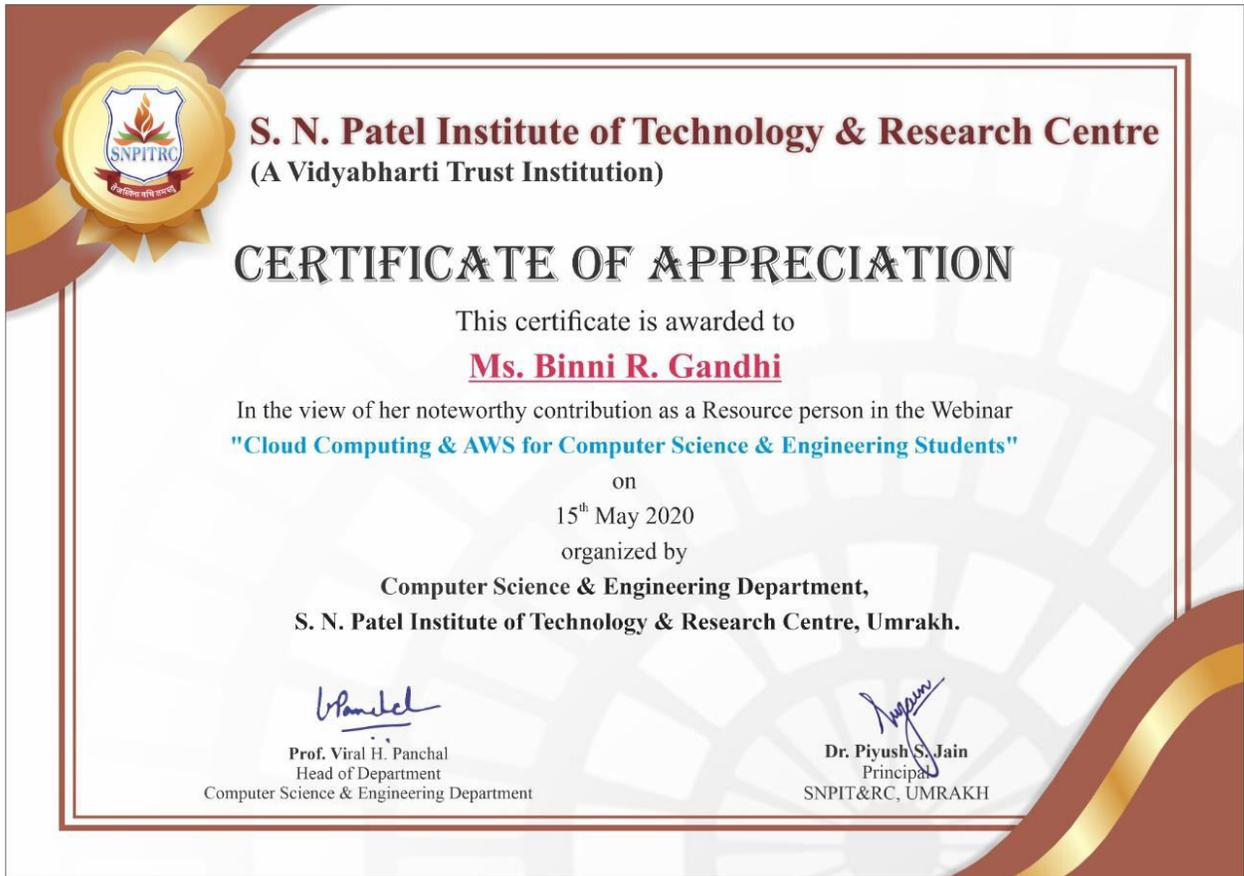 SNPITRC
S. N. Patel Institute of Technology & Research Centre
(A Vidyabharti Trust Institution)
CERTIFICATE OF APPRECIATION
This certificate is awarded to
Ms. Binni R. Gandhi
In the view of her noteworthy contribution as a Resource person in the Webinar
"Cloud Computing & AWS for Computer Science & Engineering Students"
on
15th May 2020
organized by
Computer Science & Engineering Department,
S. N. Patel Institute of Technology & Research Centre, Umrakh.
Prof. Viral H. Panchal
Head of Department
Computer Science & Engineering Department
Dr. Piyush S. Jain
Principal
SNPIT&RC, UMRAKH